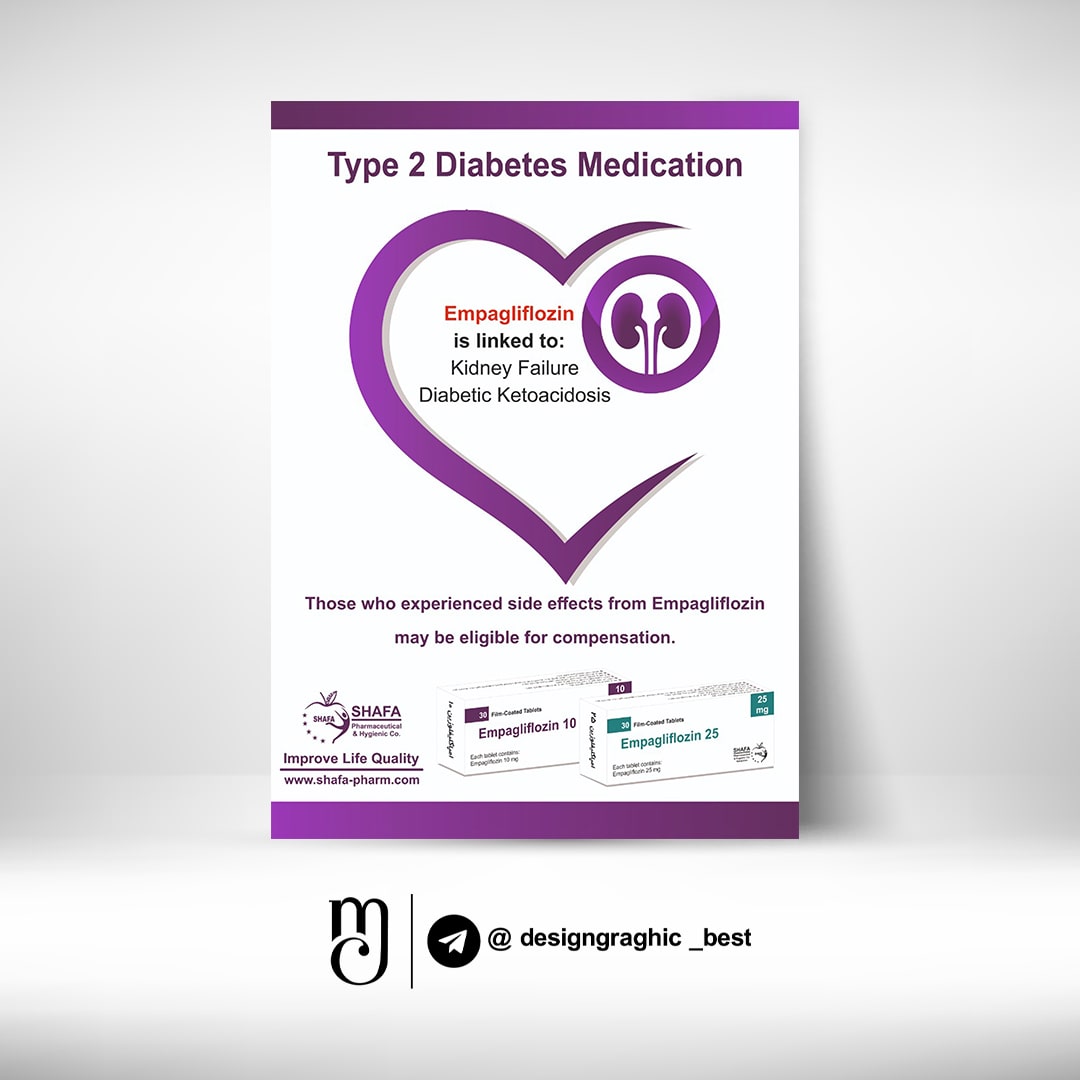 Type 2 Diabetes Medication
Empagliflozin
is linked to:
Kidney Failure
Diabetic Ketoacidosis
Those who experienced side effects from Empagliflozin
may be eligible for compensation.
SHAFA
SHAFA
Pharmaceutical
& Hygienic Co.
Improve Life Quality
www.shafa-pharm.com
10
30 Film-Coated Tablets
Empagliflozin 10
Each tablet contains:
Empagliflozin 10 mg
25
mg
30 Film-Coated Tablets
Empagliflozin 25
Each tablet contains:
Empagliflozin 25 mg
SHAFA
@ designgraghic _best